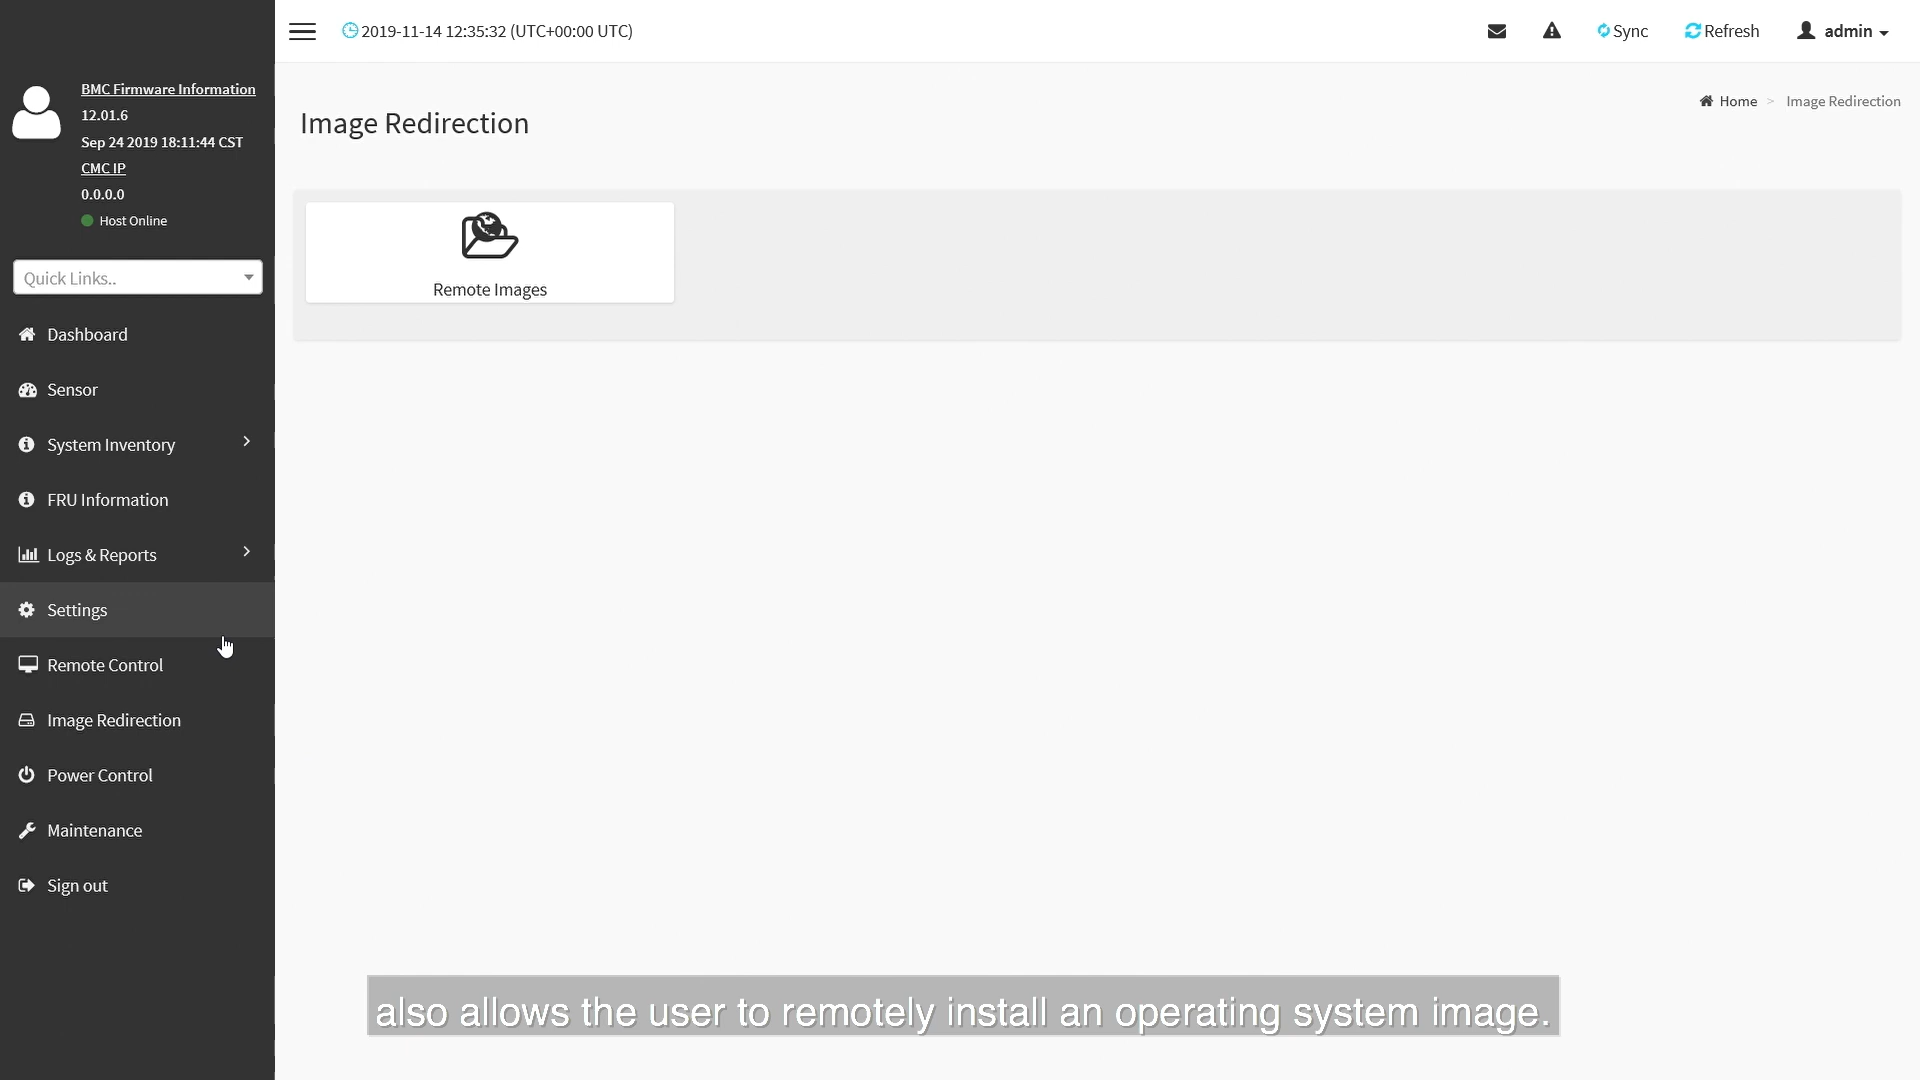 2019-11-14 12:35:32 (UTC+00:00 UTC)
Sync
Refresh
admin
BMC Firmware Information
12.01.6
Sep 24 2019 18:11:44 CST
CMC IP
0.0.0.0
Host Online
Quick Links..
Dashboard
Sensor
System Inventory
FRU Information
Logs & Reports
Settings
Remote Control
Image Redirection
Power Control
Maintenance
Sign out
Image Redirection
Home > Image Redirection
Remote Images
also allows the user to remotely install an operating system image.